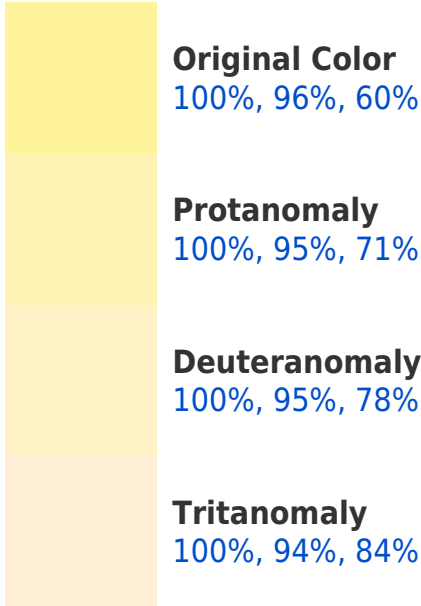 Original Color
100%, 96%, 60%
Protanomaly
100%, 95%, 71%
Deuteranomaly
100%, 95%, 78%
Tritanomaly
100%, 94%, 84%